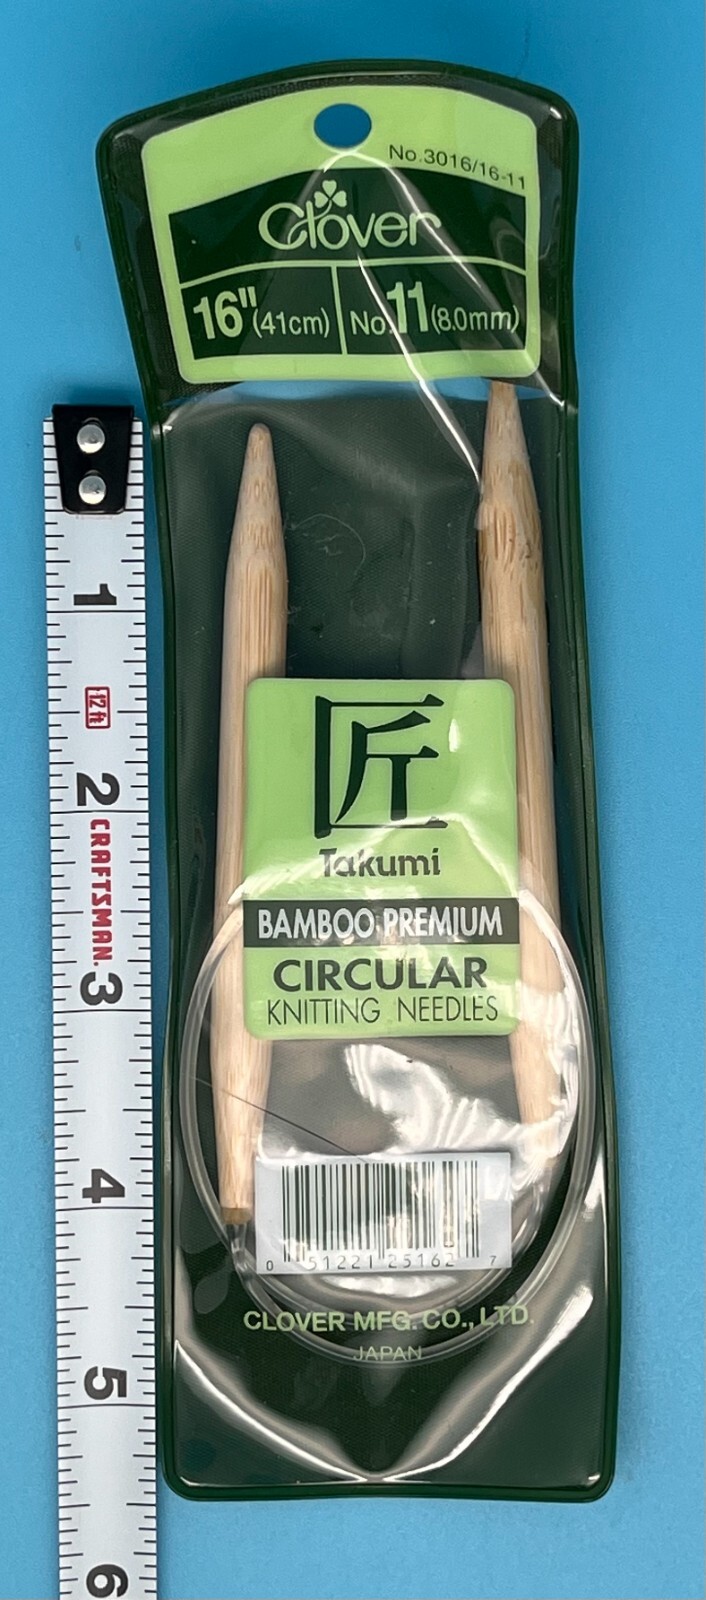 No.3016/16-11
Clover
16" (41cm)
No.11 (8.0mm)
匠
Takumi
BAMBOO PREMIUM
CIRCULAR
KNITTING NEEDLES
0 51221 25162 7
CLOVER MFG. CO., LTD.
JAPAN
1
2
CRAFTSMAN.
3
4
5
6